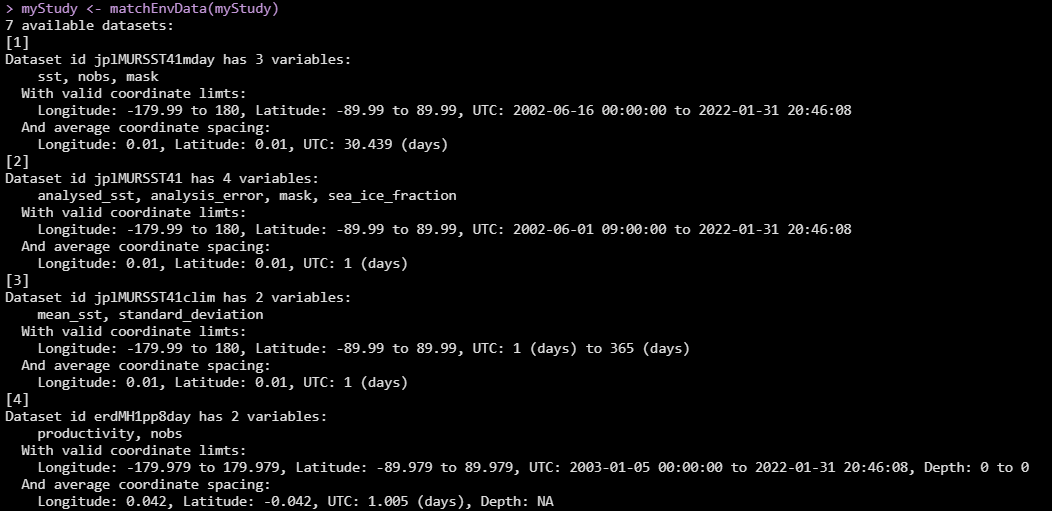 > myStudy <- matchEnvData(myStudy)
7 available datasets:
[1]
Dataset id jplMURSST41mday has 3 variables:
    sst, nobs, mask
  With valid coordinate limts:
    Longitude: -179.99 to 180, Latitude: -89.99 to 89.99, UTC: 2002-06-16 00:00:00 to 2022-01-31 20:46:08
  And average coordinate spacing:
    Longitude: 0.01, Latitude: 0.01, UTC: 30.439 (days)
[2]
Dataset id jplMURSST41 has 4 variables:
    analysed_sst, analysis_error, mask, sea_ice_fraction
  With valid coordinate limts:
    Longitude: -179.99 to 180, Latitude: -89.99 to 89.99, UTC: 2002-06-01 09:00:00 to 2022-01-31 20:46:08
  And average coordinate spacing:
    Longitude: 0.01, Latitude: 0.01, UTC: 1 (days)
[3]
Dataset id jplMURSST41clim has 2 variables:
    mean_sst, standard_deviation
  With valid coordinate limts:
    Longitude: -179.99 to 180, Latitude: -89.99 to 89.99, UTC: 1 (days) to 365 (days)
  And average coordinate spacing:
    Longitude: 0.01, Latitude: 0.01, UTC: 1 (days)
[4]
Dataset id erdMH1pp8day has 2 variables:
    productivity, nobs
  With valid coordinate limts:
    Longitude: -179.979 to 179.979, Latitude: -89.979 to 89.979, UTC: 2003-01-05 00:00:00 to 2022-01-31 20:46:08, Depth: 0 to 0
  And average coordinate spacing:
    Longitude: 0.042, Latitude: -0.042, UTC: 1.005 (days), Depth: NA